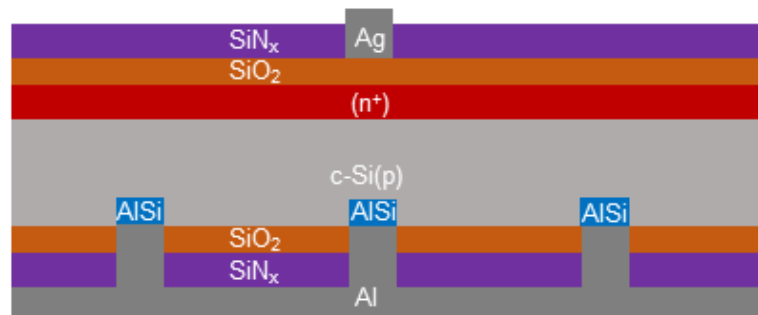 SiNₓ
Ag
SiO₂
(n⁺)
c-Si(p)
AlSi AlSi AlSi
SiO₂
SiNₓ
Al